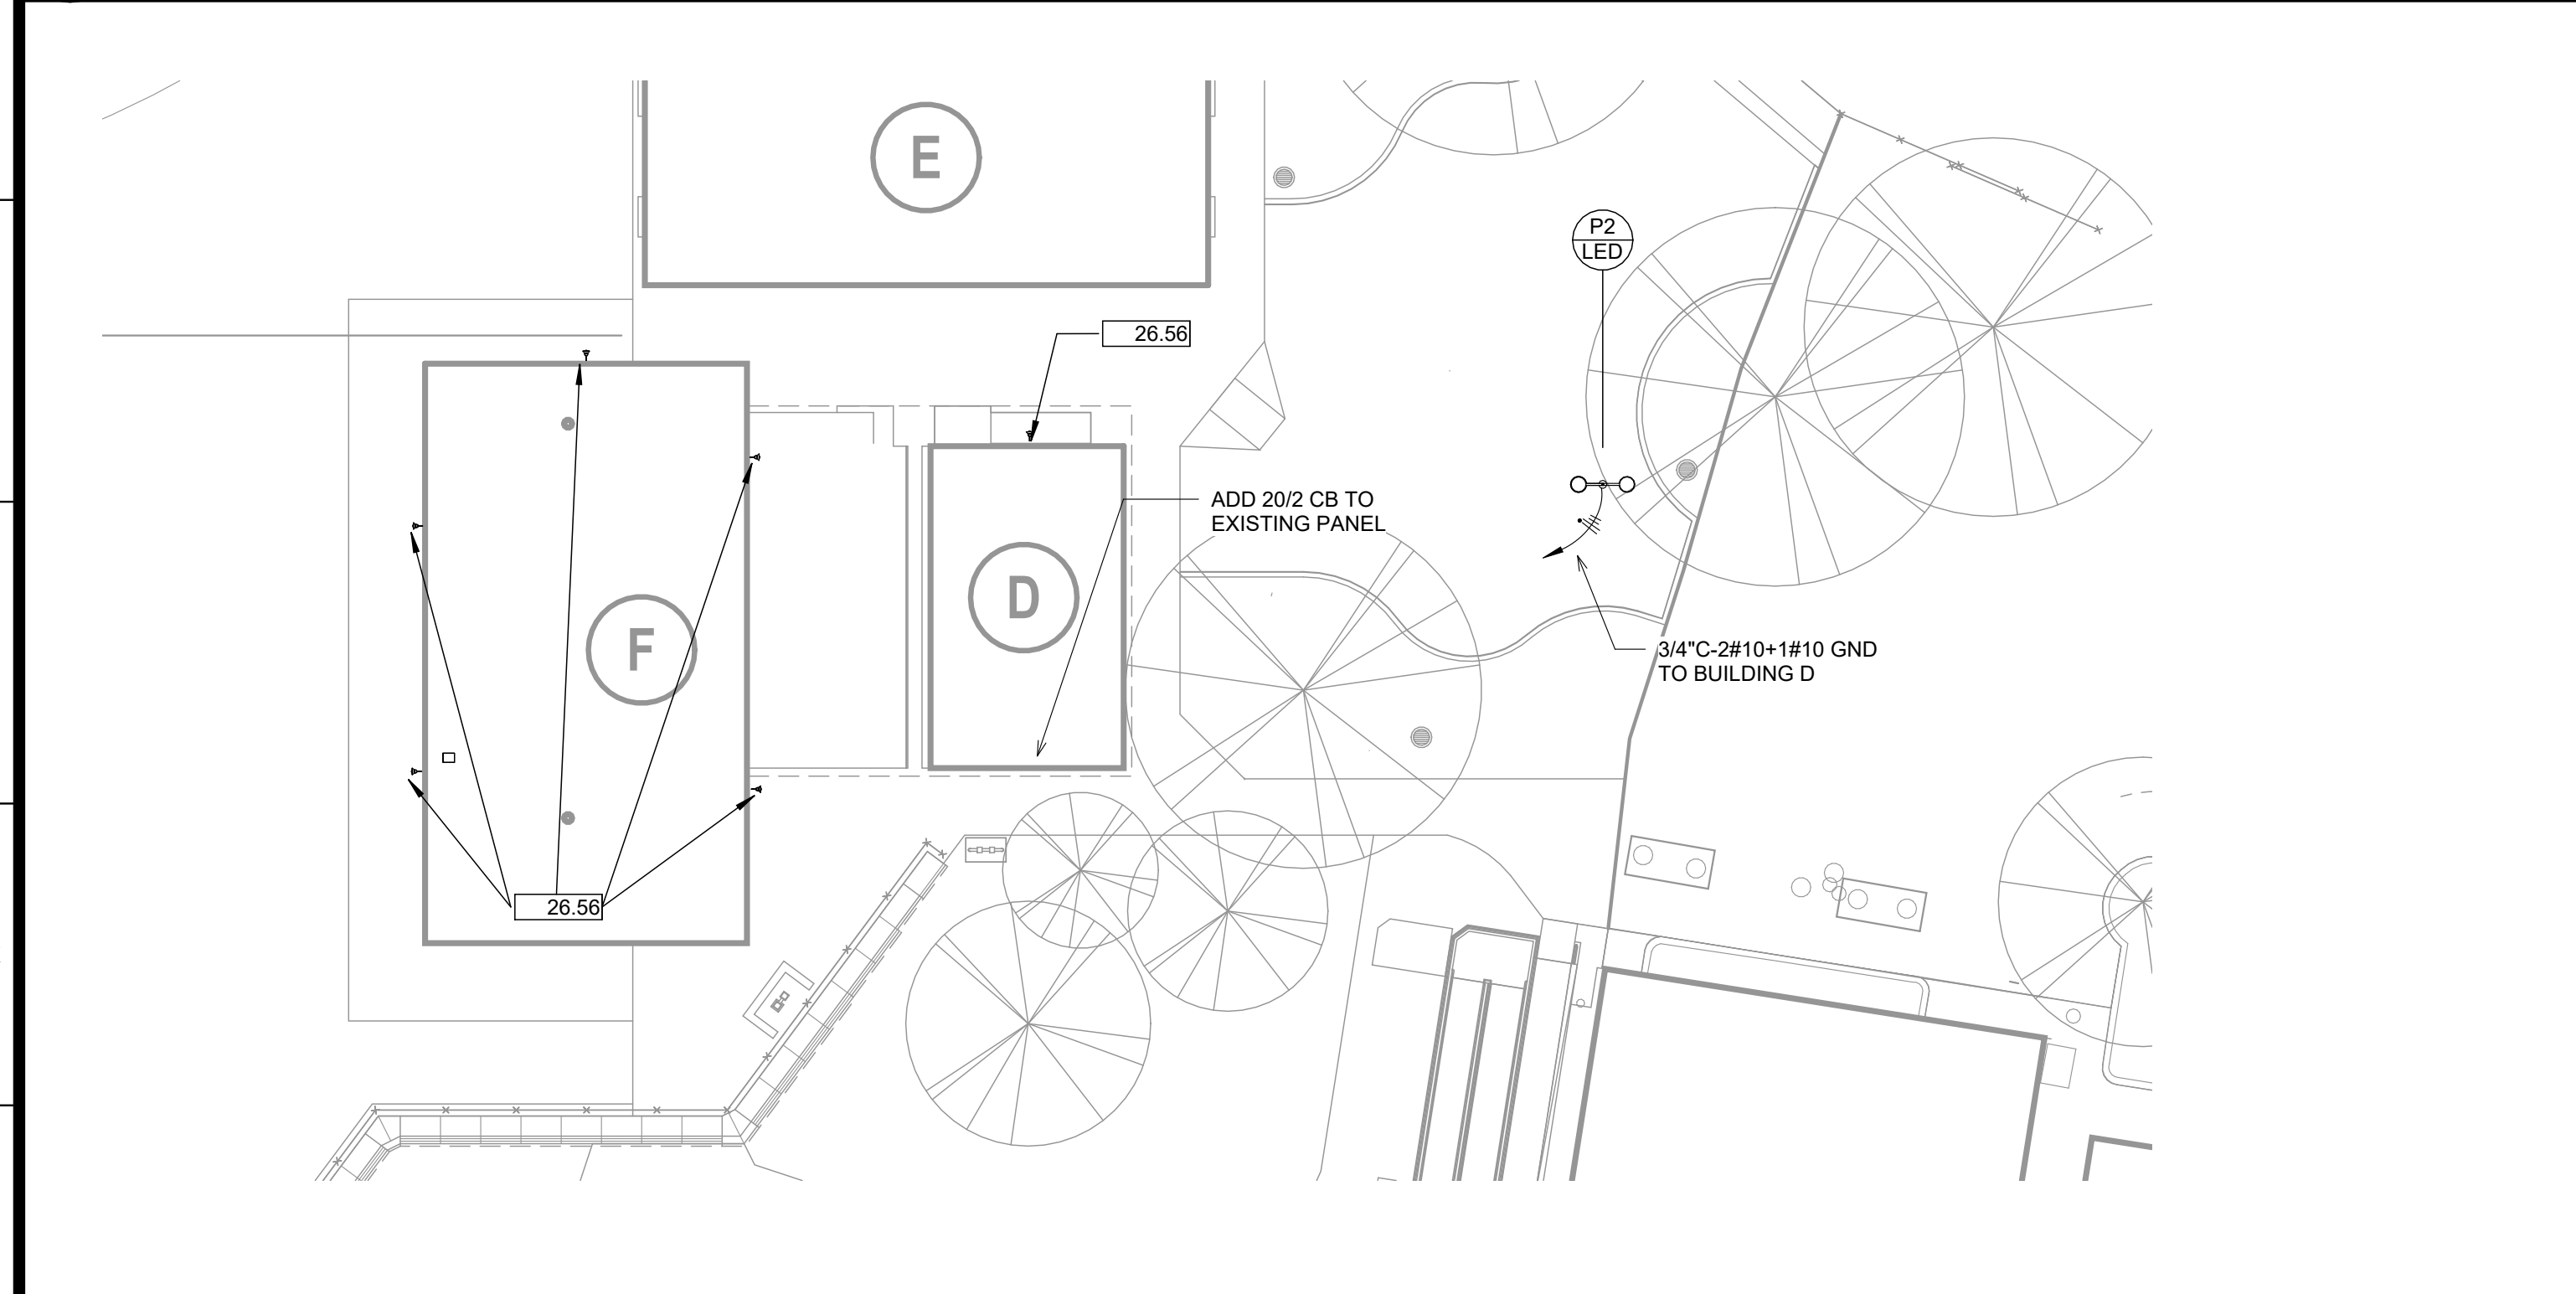 E
P2
LED
26.56
ADD 20/2 CB TO
EXISTING PANEL
D
F
3/4"C-2#10+1#10 GND
TO BUILDING D
26.56